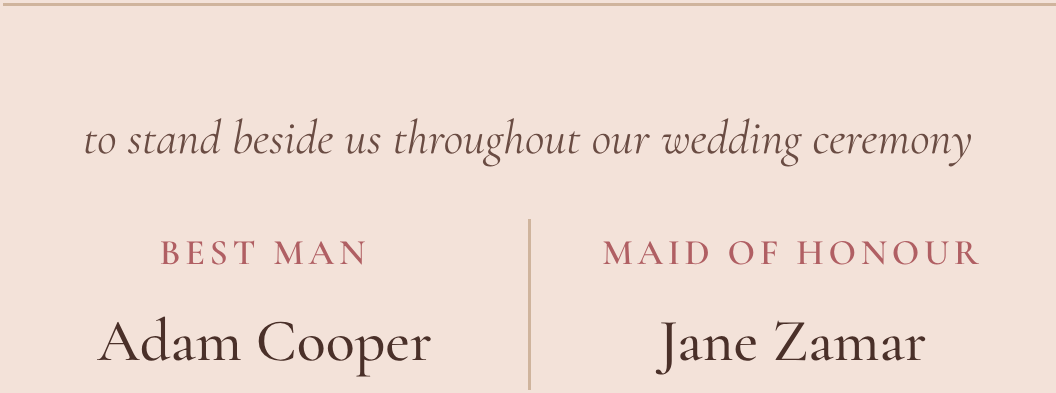 to stand beside us throughout our wedding ceremony
BEST MAN
Adam Cooper
MAID OF HONOUR
Jane Zamar